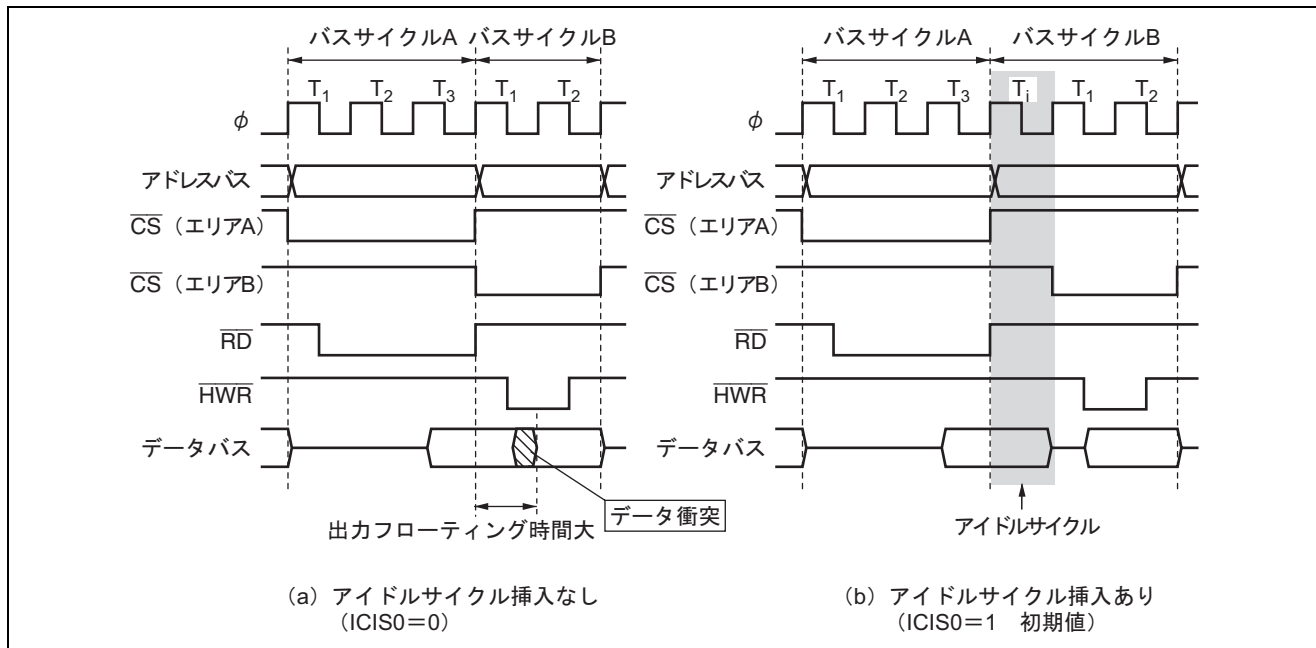 バスサイクルA バスサイクルB
T1 T2 T3 T1 T2
φ
アドレスバス
CS（エリアA）
CS（エリアB）
RD
HWR
データバス
データ衝突
出力フローティング時間大
(a) アイドルサイクル挿入なし
（ICIS0＝0）
バスサイクルA バスサイクルB
T1 T2 T3 Ti T1 T2
φ
アドレスバス
CS（エリアA）
CS（エリアB）
RD
HWR
データバス
アイドルサイクル
(b) アイドルサイクル挿入あり
（ICIS0＝1　初期値）